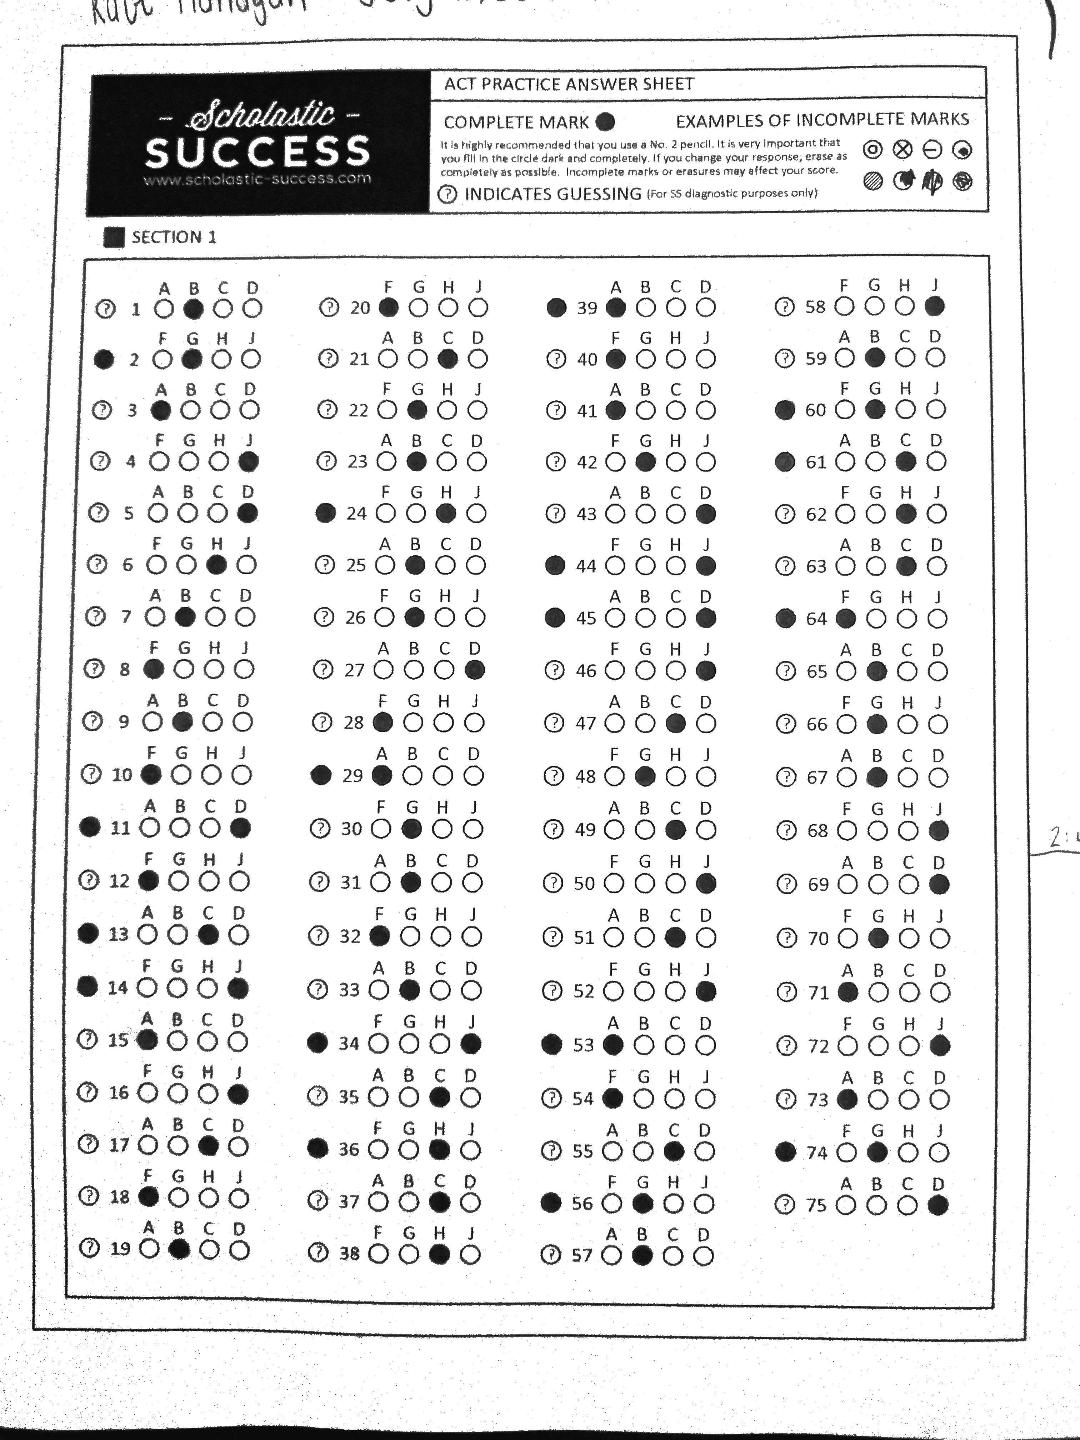 - Scholastic -
SUCCESS
www.scholastic-success.com
ACT PRACTICE ANSWER SHEET
COMPLETE MARK EXAMPLES OF INCOMPLETE MARKS
It is highly recommended that you use a No. 2 pencil. It is very important that
you fill in the circle dark and completely. If you change your response, erase as
completely as possible. Incomplete marks or erasures may affect your score.
? INDICATES GUESSING (For SS diagnostic purposes only)
SECTION 1
A B C D
? 1
F G H J
2
A B C D
? 3
F G H J
? 4
A B C D
? 5
F G H J
? 6
A B C D
? 7
F G H J
? 8
A B C D
? 9
F G H J
? 10
A B C D
11
F G H J
? 12
A B C D
13
F G H J
14
A B C D
? 15
F G H J
? 16
A B C D
? 17
F G H J
? 18
A B C D
? 19
F G H J
? 20
A B C D
? 21
F G H J
? 22
A B C D
? 23
F G H J
24
A B C D
? 25
F G H J
? 26
A B C D
? 27
F G H J
? 28
A B C D
29
F G H J
? 30
A B C D
? 31
F G H J
? 32
A B C D
? 33
F G H J
34
A B C D
? 35
F G H J
36
A B C D
? 37
F G H J
? 38
A B C D
39
F G H J
? 40
A B C D
? 41
F G H J
? 42
A B C D
? 43
F G H J
44
A B C D
45
F G H J
? 46
A B C D
? 47
F G H J
? 48
A B C D
? 49
F G H J
? 50
A B C D
? 51
F G H J
? 52
A B C D
53
F G H J
? 54
A B C D
? 55
F G H J
56
A B C D
? 57
F G H J
? 58
A B C D
? 59
F G H J
60
A B C D
61
F G H J
? 62
A B C D
? 63
F G H J
64
A B C D
? 65
F G H J
? 66
A B C D
? 67
F G H J
? 68
A B C D
? 69
F G H J
? 70
A B C D
? 71
F G H J
? 72
A B C D
? 73
F G H J
74
A B C D
? 75